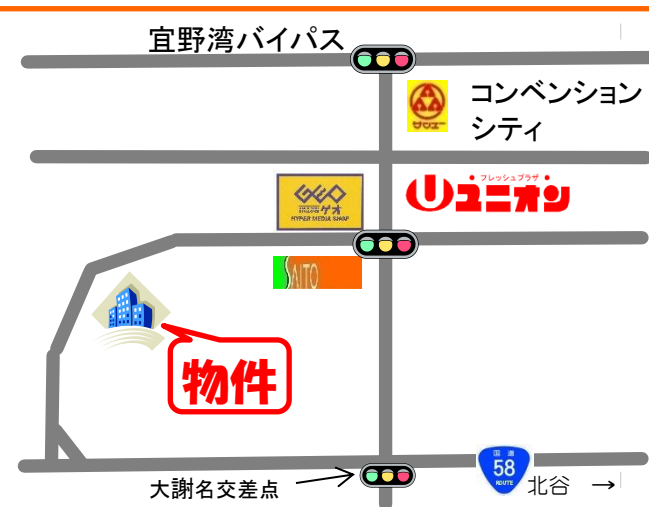 宜野湾バイパス
サンエー
コンベンション
シティ
GEO
ゲオ
HYPER MEDIA SHOP
フレッシュプラザ
ユニオン
SAITO
物件
大謝名交差点
国道
58
ROUTE
北谷 →